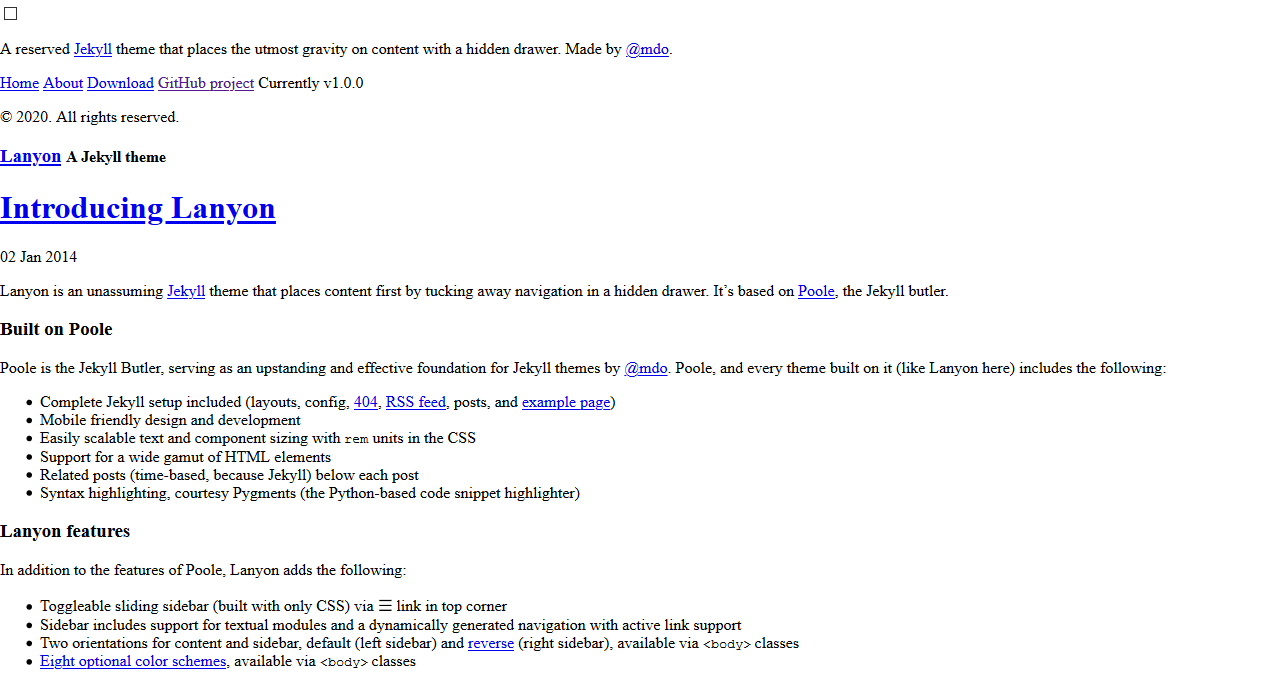 A reserved Jekyll theme that places the utmost gravity on content with a hidden drawer. Made by @mdo.
Home About Download GitHub project Currently v1.0.0
© 2020. All rights reserved.
Lanyon A Jekyll theme
Introducing Lanyon
02 Jan 2014
Lanyon is an unassuming Jekyll theme that places content first by tucking away navigation in a hidden drawer. It’s based on Poole, the Jekyll butler.
Built on Poole
Poole is the Jekyll Butler, serving as an upstanding and effective foundation for Jekyll themes by @mdo. Poole, and every theme built on it (like Lanyon here) includes the following:
• Complete Jekyll setup included (layouts, config, 404, RSS feed, posts, and example page)
• Mobile friendly design and development
• Easily scalable text and component sizing with rem units in the CSS
• Support for a wide gamut of HTML elements
• Related posts (time-based, because Jekyll) below each post
• Syntax highlighting, courtesy Pygments (the Python-based code snippet highlighter)
Lanyon features
In addition to the features of Poole, Lanyon adds the following:
• Toggleable sliding sidebar (built with only CSS) via ☰ link in top corner
• Sidebar includes support for textual modules and a dynamically generated navigation with active link support
• Two orientations for content and sidebar, default (left sidebar) and reverse (right sidebar), available via <body> classes
• Eight optional color schemes, available via <body> classes